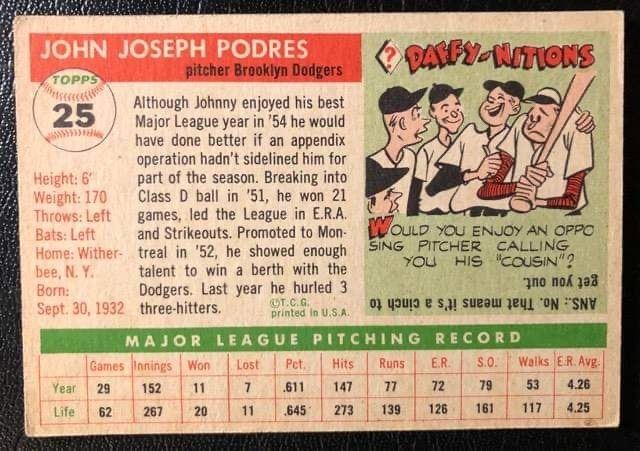 JOHN JOSEPH PODRES
pitcher Brooklyn Dodgers
TOPPS
25
Height: 6'
Weight: 170
Throws: Left
Bats: Left
Home: Wither-
bee, N. Y.
Born:
Sept. 30, 1932
Although Johnny enjoyed his best
Major League year in '54 he would
have done better if an appendix
operation hadn't sidelined him for
part of the season. Breaking into
Class D ball in '51, he won 21
games, led the League in E.R.A.
and Strikeouts. Promoted to Mon-
treal in '52, he showed enough
talent to win a berth with the
Dodgers. Last year he hurled 3
three-hitters.
©T.C.G.
printed in U.S.A.
? DAFFY-NITIONS
WOULD YOU ENJOY AN OPPO
SING PITCHER CALLING
YOU HIS "COUSIN"?
ANS.: No. That means it's a cinch to
get you out.
MAJOR LEAGUE PITCHING RECORD
Games Innings Won Lost Pct. Hits Runs E.R. S.O. Walks E.R. Avg.
Year 29 152 11 7 .611 147 77 72 79 53 4.26
Life 62 267 20 11 .645 273 139 126 161 117 4.25